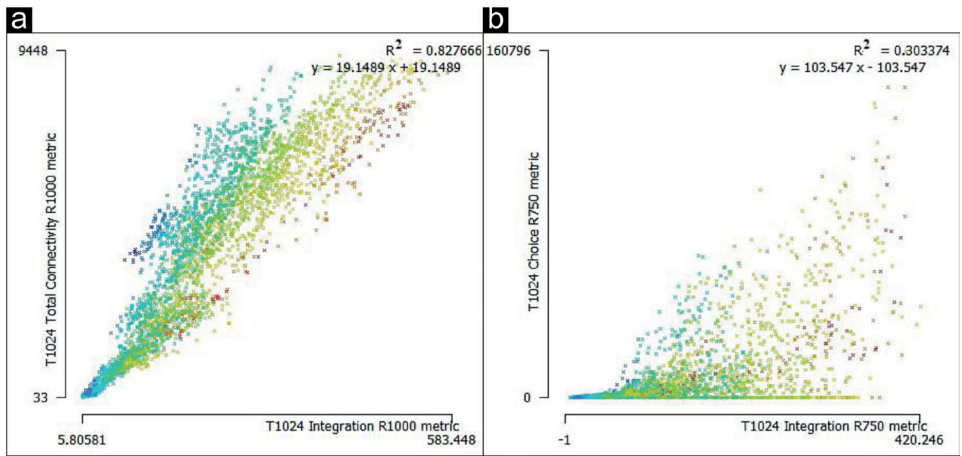 a
9448
R² = 0.827666
y = 19.1489 x + 19.1489
T1024 Total Connectivity R1000 metric
33
T1024 Integration R1000 metric
5.80581
583.448
b
160796
R² = 0.303374
y = 103.547 x - 103.547
T1024 Choice R750 metric
0
T1024 Integration R750 metric
-1
420.246